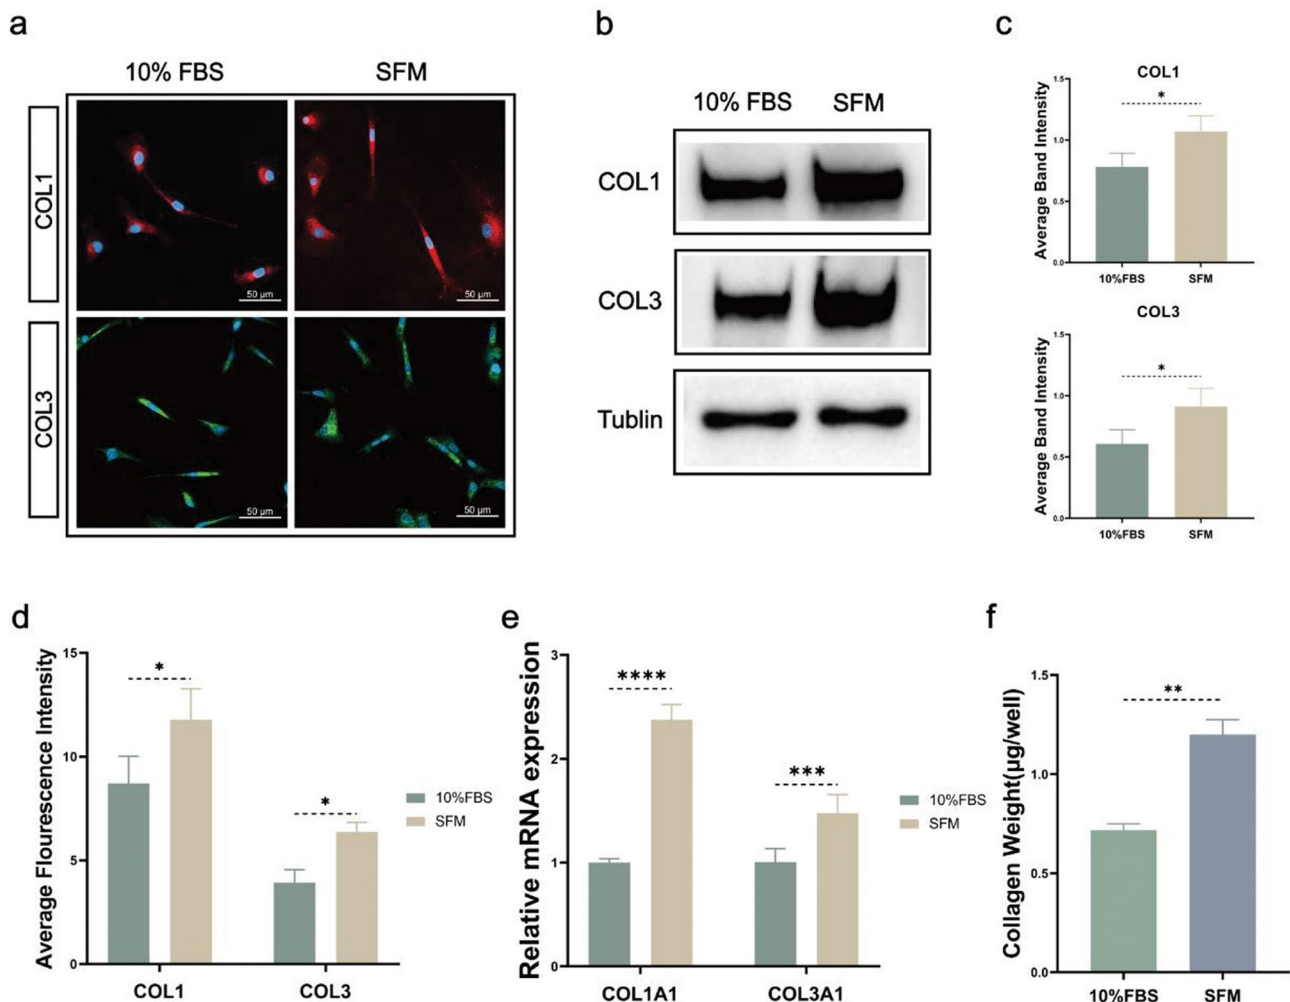 a
10% FBS
SFM
COL1
50 µm
50 µm
COL3
50 µm
50 µm
b
10% FBS
SFM
COL1
COL3
Tublin
c
COL1
Average Band Intensity
1.5
1.0
0.5
0.0
*
10%FBS
SFM
COL3
Average Band Intensity
1.5
1.0
0.5
0.0
*
10%FBS
SFM
d
Average Flourescence Intensity
15
10
5
0
*
*
COL1
COL3
10%FBS
SFM
e
Relative mRNA expression
3
2
1
0
****
***
COL1A1
COL3A1
10%FBS
SFM
f
Collagen Weight(µg/well)
1.5
1.0
0.5
0.0
**
10%FBS
SFM